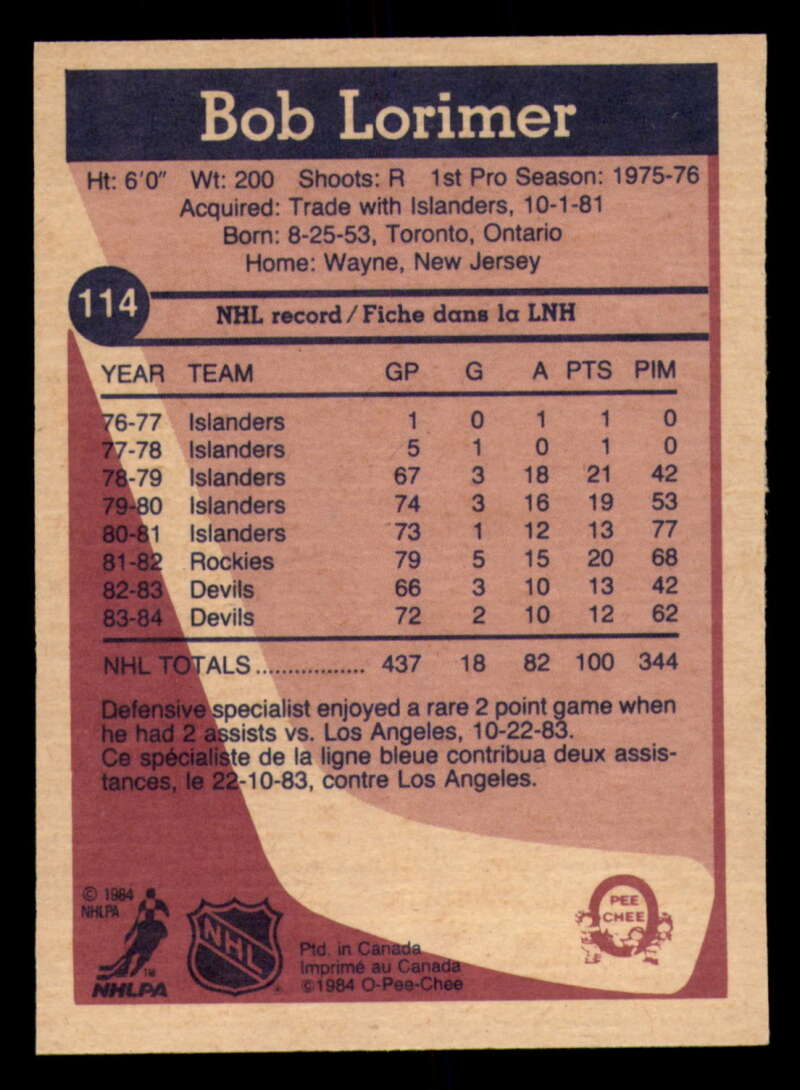 Bob Lorimer
Ht: 6'0" Wt: 200 Shoots: R 1st Pro Season: 1975-76
Acquired: Trade with Islanders, 10-1-81
Born: 8-25-53, Toronto, Ontario
Home: Wayne, New Jersey
114
NHL record/Fiche dans la LNH
YEAR TEAM GP G A PTS PIM
76-77 Islanders 1 0 1 1 0
77-78 Islanders 5 1 0 1 0
78-79 Islanders 67 3 18 21 42
79-80 Islanders 74 3 16 19 53
80-81 Islanders 73 1 12 13 77
81-82 Rockies 79 5 15 20 68
82-83 Devils 66 3 10 13 42
83-84 Devils 72 2 10 12 62
NHL TOTALS................. 437 18 82 100 344
Defensive specialist enjoyed a rare 2 point game when
he had 2 assists vs. Los Angeles, 10-22-83.
Ce spécialiste de la ligne bleue contribua deux assis-
tances, le 22-10-83, contre Los Angeles.
© 1984
NHLPA
TM
NHLPA
NHL
Ptd. in Canada
Imprimé au Canada
©1984 O-Pee-Chee
PEE
CHEE